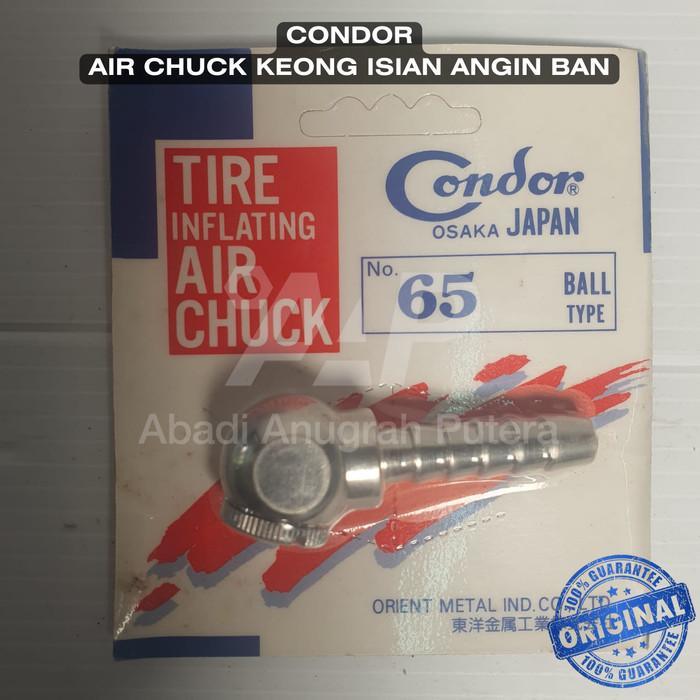 CONDOR
AIR CHUCK KEONG ISIAN ANGIN BAN
TIRE
INFLATING
AIR
CHUCK
Condor®
OSAKA JAPAN
No. 65 BALL
TYPE
AAP
Abadi Anugrah Putera
ORIENT METAL IND. CO., LTD.
東洋金属工業
100% GUARANTEE
ORIGINAL
100% GUARANTEE